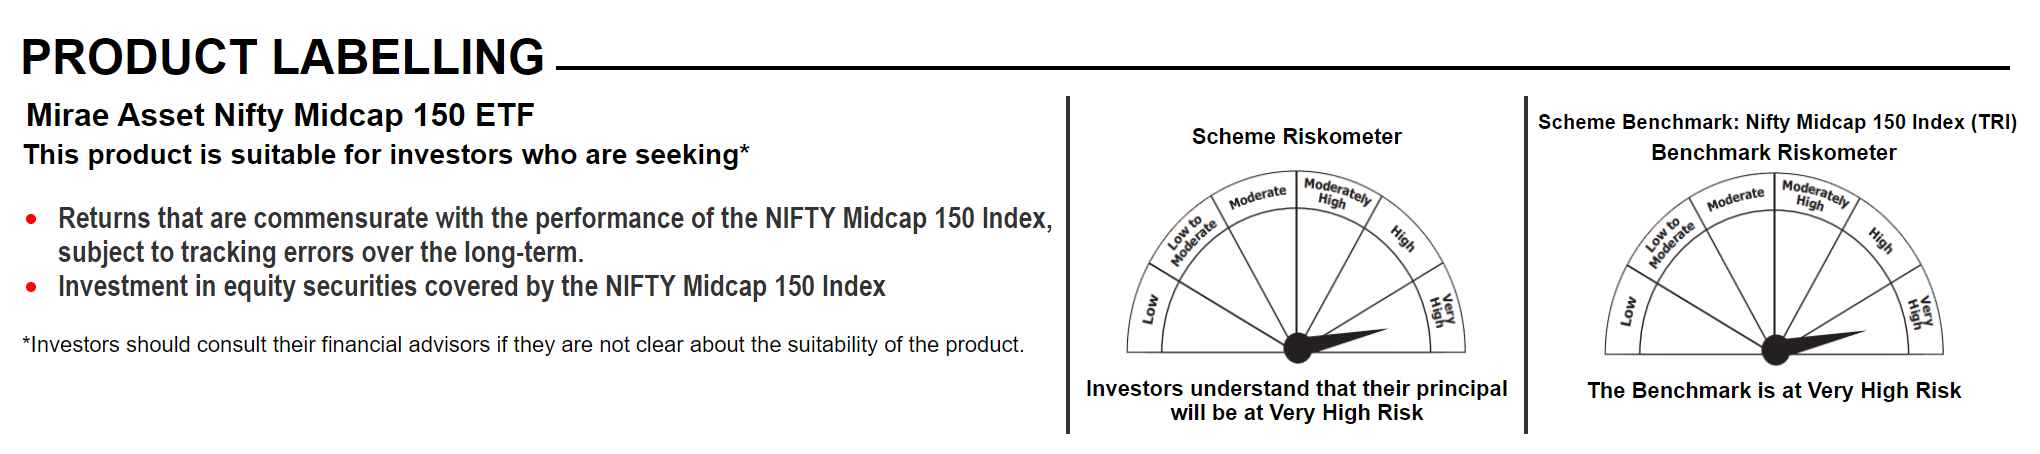 PRODUCT LABELLING
Mirae Asset Nifty Midcap 150 ETF
This product is suitable for investors who are seeking*
• Returns that are commensurate with the performance of the NIFTY Midcap 150 Index,
subject to tracking errors over the long-term.
• Investment in equity securities covered by the NIFTY Midcap 150 Index
*Investors should consult their financial advisors if they are not clear about the suitability of the product.
Scheme Riskometer
Low
Low to
Moderate
Moderate
Moderately
High
High
Very
High
Investors understand that their principal
will be at Very High Risk
Scheme Benchmark: Nifty Midcap 150 Index (TRI)
Benchmark Riskometer
Low
Low to
Moderate
Moderate
Moderately
High
High
Very
High
The Benchmark is at Very High Risk